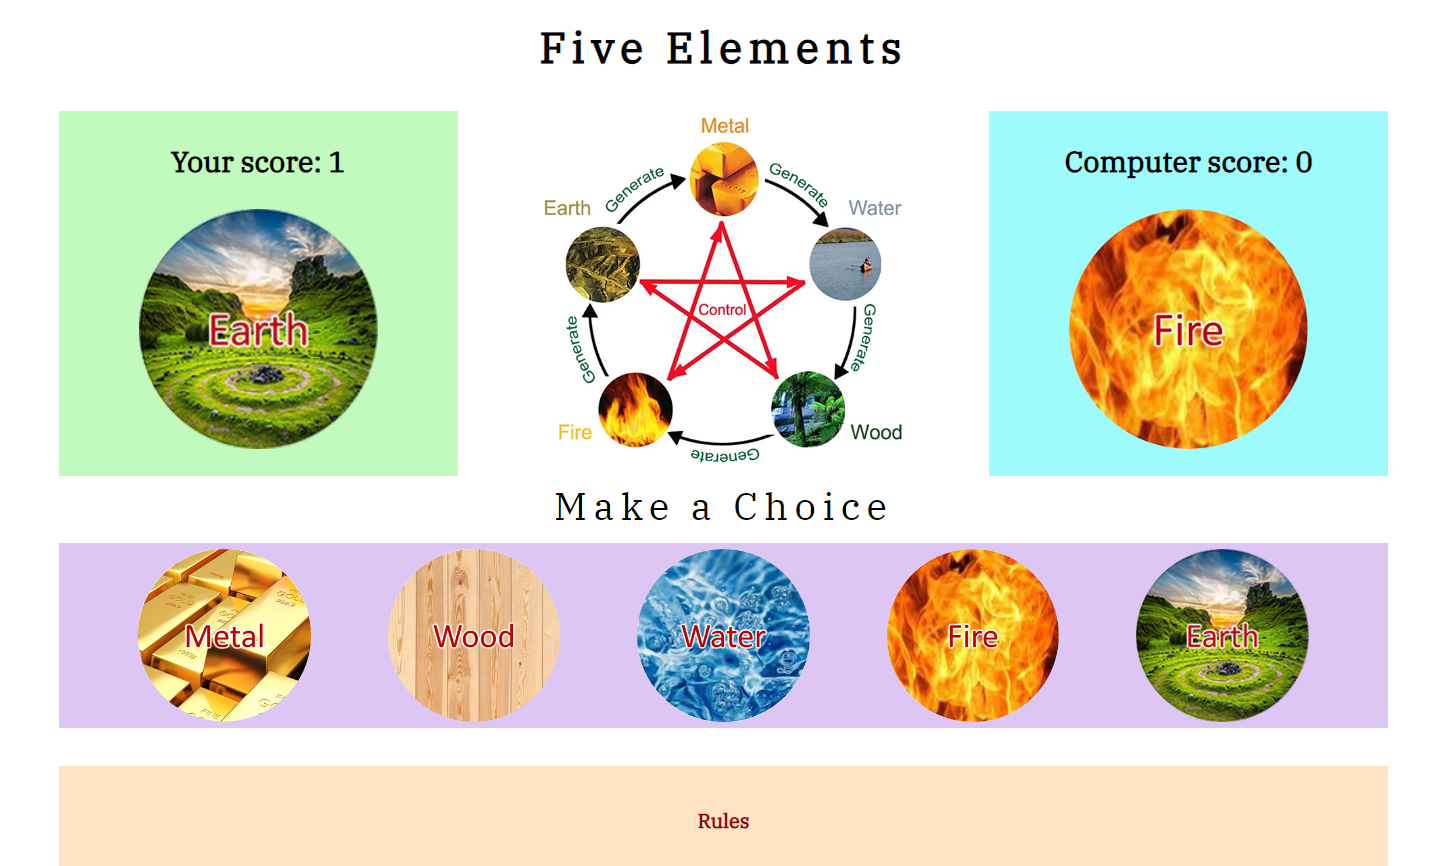 Five Elements
Your score: 1
Earth
Metal
Generate
Generate
Earth
Water
Control
Generate
Generate
Fire
Wood
Generate
Computer score: 0
Fire
Make a Choice
Metal
Wood
Water
Fire
Earth
Rules